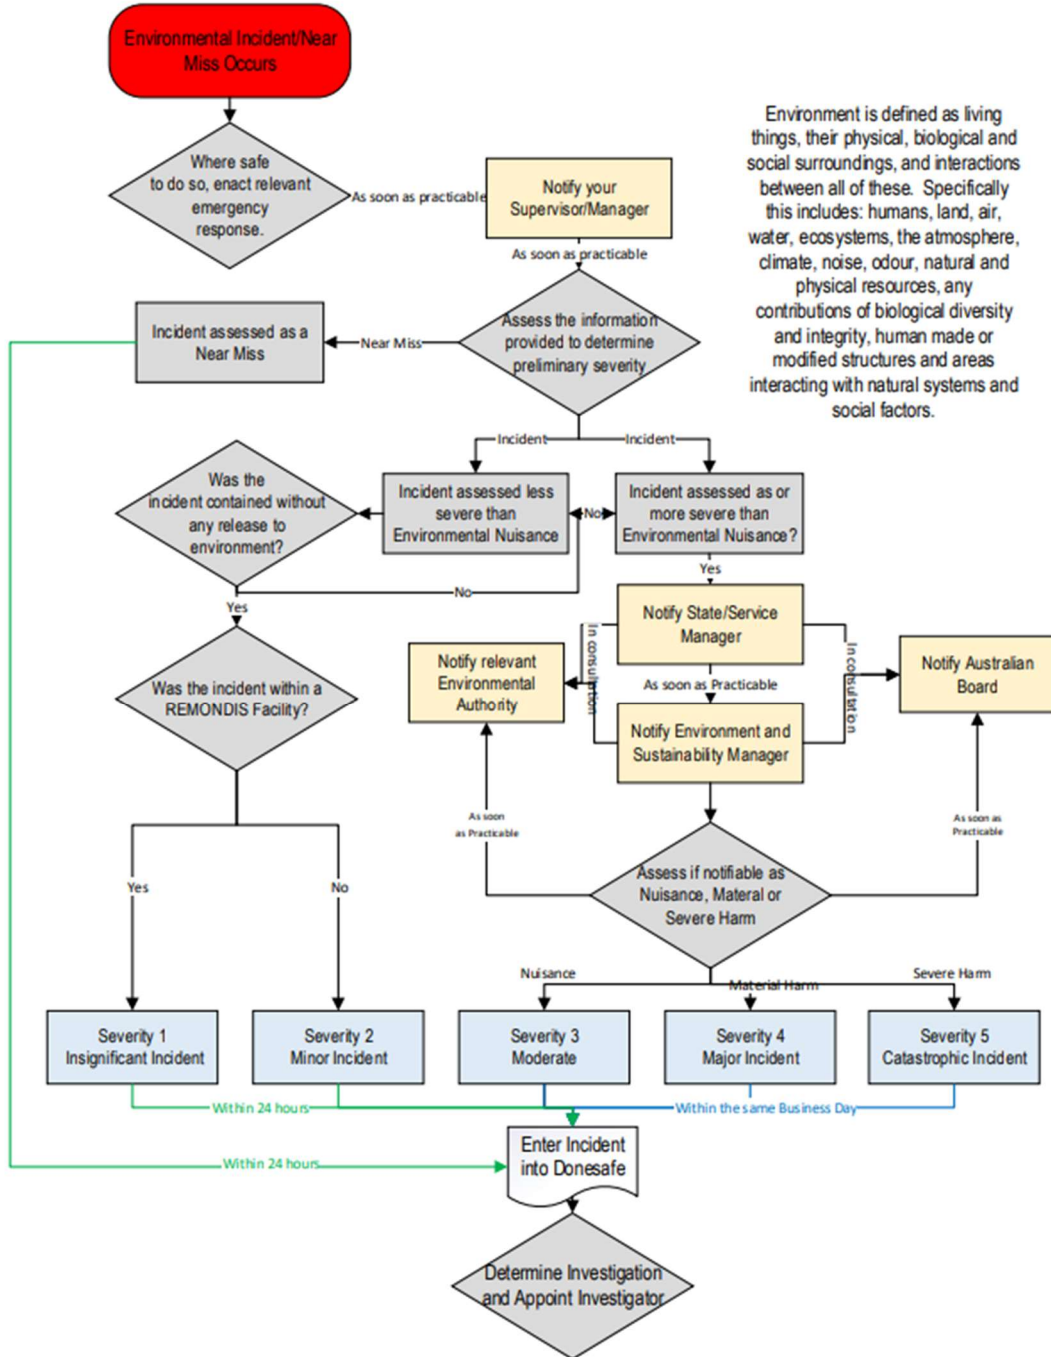 Environmental Incident/Near
Miss Occurs
Environment is defined as living
things, their physical, biological and
social surroundings, and interactions
between all of these. Specifically
this includes: humans, land, air,
water, ecosystems, the atmosphere,
climate, noise, odour, natural and
physical resources, any
contributions of biological diversity
and integrity, human made or
modified structures and areas
interacting with natural systems and
social factors.
Where safe
to do so, enact relevant
emergency
response.
As soon as practicable
Notify your
Supervisor/Manager
As soon as practicable
Assess the information
provided to determine
preliminary severity
Near Miss
Incident assessed as a
Near Miss
Incident
Incident
Was the
incident contained without
any release to
environment?
Incident assessed less
severe than
Environmental Nuisance
No
Incident assessed as or
more severe than
Environmental Nuisance?
Yes
No
Yes
Notify State/Service
Manager
In consultation
In consultation
Notify relevant
Environmental
Authority
Notify Australian
Board
As soon as Practicable
Was the incident within a
REMONDIS Facility?
Notify Environment and
Sustainability Manager
As soon
as Practicable
As soon as
Practicable
Yes
No
Assess if notifiable as
Nuisance, Materal or
Severe Harm
Nuisance
Material Harm
Severe Harm
Severity 1
Insignificant Incident
Severity 2
Minor Incident
Severity 3
Moderate
Severity 4
Major Incident
Severity 5
Catastrophic Incident
Within 24 hours
Within the same Business Day
Enter Incident
into Donesafe
Within 24 hours
Determine Investigation
and Appoint Investigator